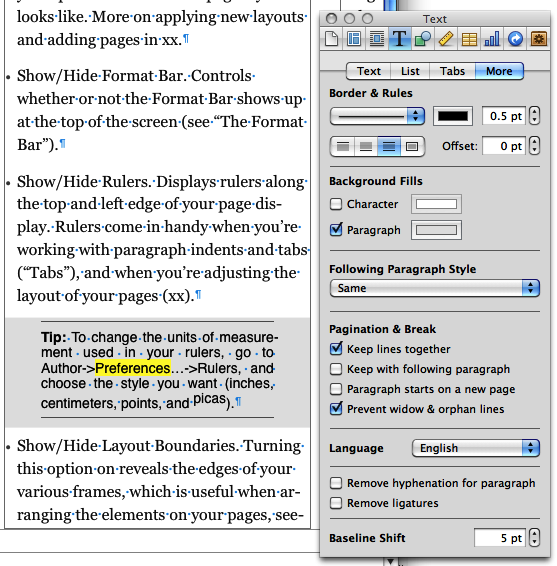 looks like. More on applying new layouts
and adding pages in xx.¶
• Show/Hide Format Bar. Controls
whether or not the Format Bar shows up
at the top of the screen (see “The Format
Bar”).¶
• Show/Hide Rulers. Displays rulers along
the top and left edge of your page dis-
play. Rulers come in handy when you’re
working with paragraph indents and tabs
(“Tabs”), and when you’re adjusting the
layout of your pages (xx).¶
Tip: To change the units of measure-
ment used in your rulers, go to
Author->Preferences…->Rulers, and
choose the style you want (inches,
centimeters, points, and picas).¶
• Show/Hide Layout Boundaries. Turning
this option on reveals the edges of your
various frames, which is useful when ar-
ranging the elements on your pages, see-
Text
Text List Tabs More
Border & Rules
0.5 pt
Offset: 0 pt
Background Fills
Character
Paragraph
Following Paragraph Style
Same
Pagination & Break
Keep lines together
Keep with following paragraph
Paragraph starts on a new page
Prevent widow & orphan lines
Language English
Remove hyphenation for paragraph
Remove ligatures
Baseline Shift 5 pt